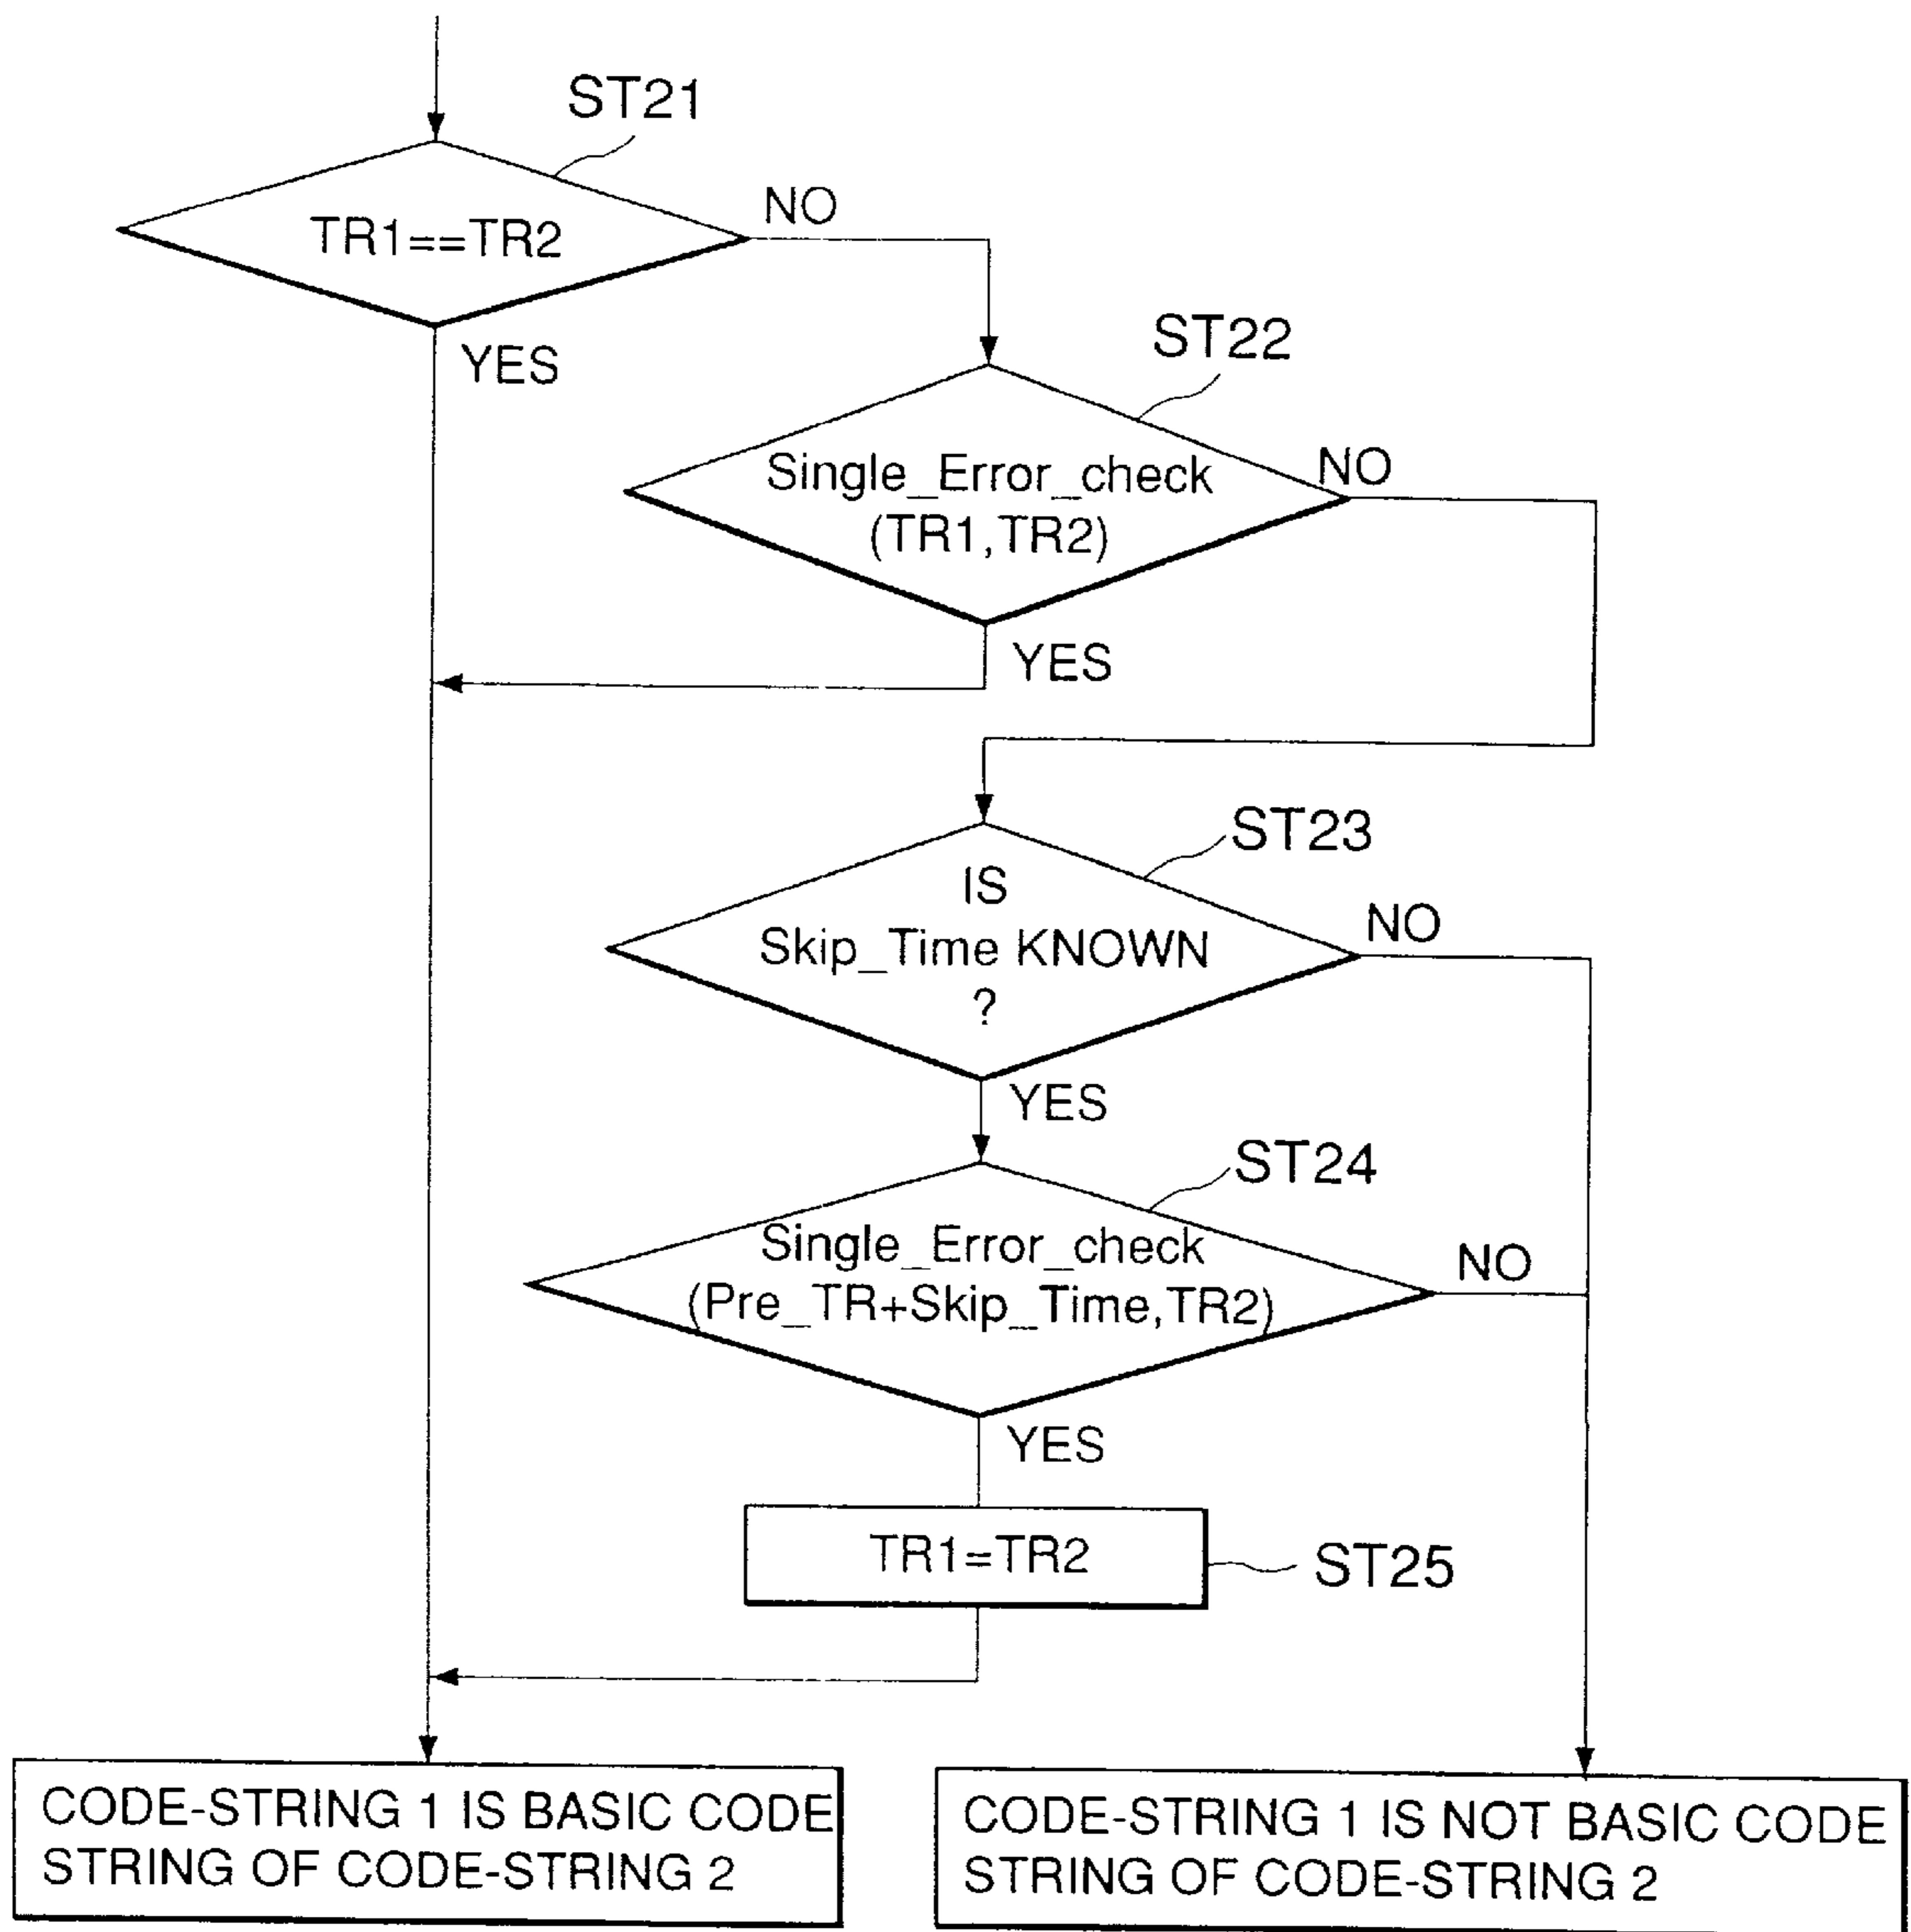 ST21
TR1==TR2
NO
YES
ST22
Single_Error_check
(TR1,TR2)
NO
YES
ST23
IS
Skip_Time KNOWN
?
NO
YES
ST24
Single_Error_check
(Pre_TR+Skip_Time,TR2)
NO
YES
TR1=TR2
ST25
CODE-STRING 1 IS BASIC CODE
STRING OF CODE-STRING 2
CODE-STRING 1 IS NOT BASIC CODE
STRING OF CODE-STRING 2